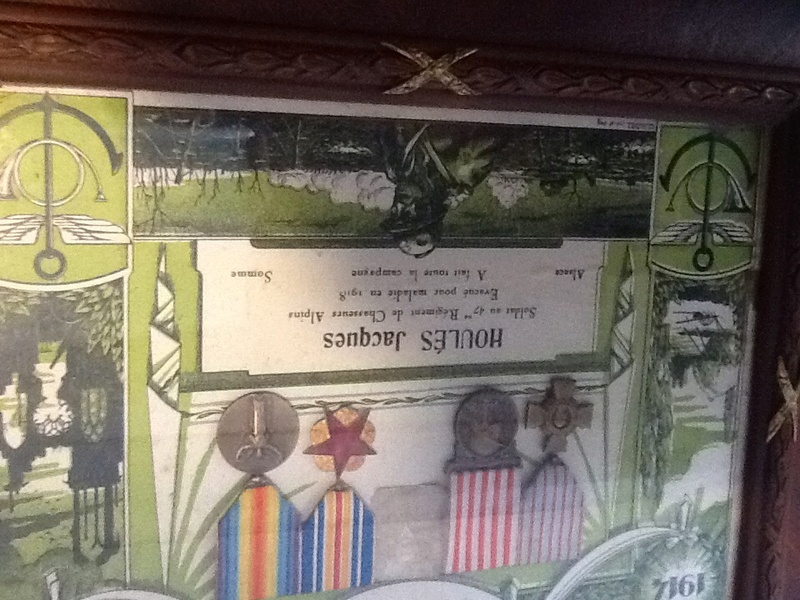 1914
HOULÉS Jacques
Soldat au 47me Régiment de Chasseurs Alpins
Evacué pour maladie en 1918
Alsace A fait toute la campagne Somme